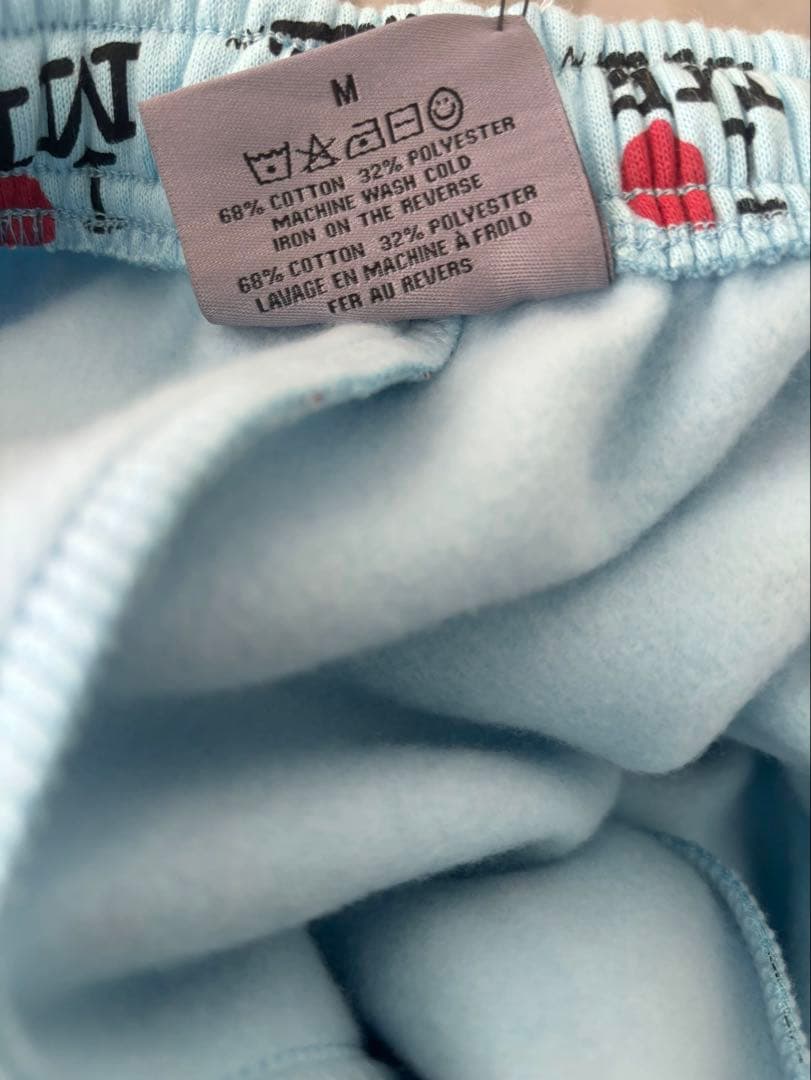 M
68% COTTON 32% POLYESTER
MACHINE WASH COLD
IRON ON THE REVERSE
68% COTTON 32% POLYESTER
LAVAGE EN MACHINE À FROLD
FER AU REVERS